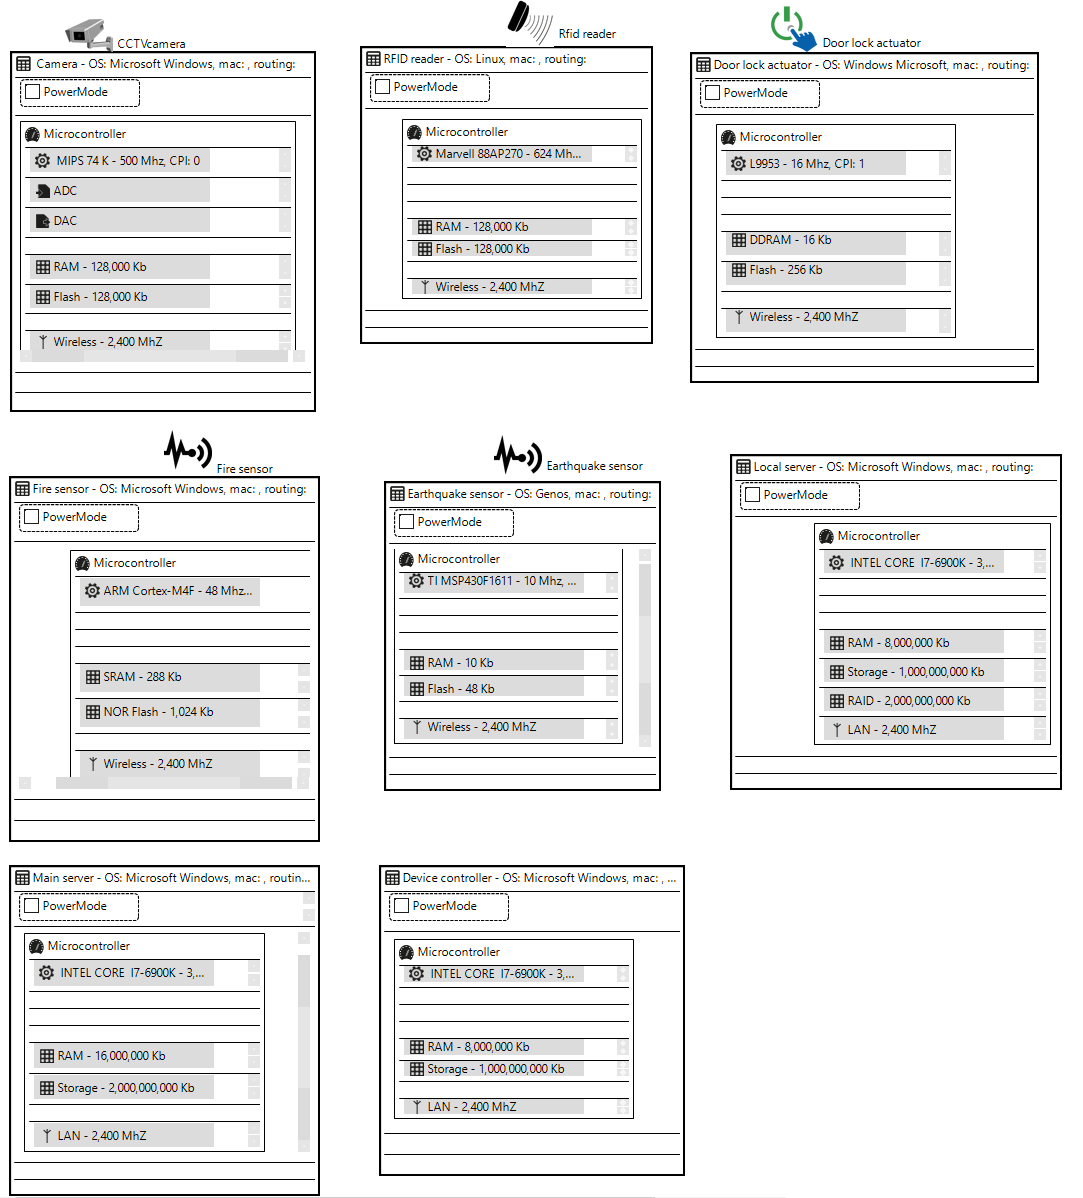 CCTVcamera
Camera - OS: Microsoft Windows, mac: , routing:
PowerMode
Microcontroller
MIPS 74 K - 500 Mhz, CPI: 0
ADC
DAC
RAM - 128,000 Kb
Flash - 128,000 Kb
Wireless - 2,400 MhZ
Rfid reader
RFID reader - OS: Linux, mac: , routing:
PowerMode
Microcontroller
Marvell 88AP270 - 624 Mh...
RAM - 128,000 Kb
Flash - 128,000 Kb
Wireless - 2,400 MhZ
Door lock actuator
Door lock actuator - OS: Windows Microsoft, mac: , routing:
PowerMode
Microcontroller
L9953 - 16 Mhz, CPI: 1
DDRAM - 16 Kb
Flash - 256 Kb
Wireless - 2,400 MhZ
Fire sensor
Fire sensor - OS: Microsoft Windows, mac: , routing:
PowerMode
Microcontroller
ARM Cortex-M4F - 48 Mhz...
SRAM - 288 Kb
NOR Flash - 1,024 Kb
Wireless - 2,400 MhZ
Earthquake sensor
Earthquake sensor - OS: Genos, mac: , routing:
PowerMode
Microcontroller
TI MSP430F1611 - 10 Mhz, ...
RAM - 10 Kb
Flash - 48 Kb
Wireless - 2,400 MhZ
Local server - OS: Microsoft Windows, mac: , routing:
PowerMode
Microcontroller
INTEL CORE I7-6900K - 3,...
RAM - 8,000,000 Kb
Storage - 1,000,000,000 Kb
RAID - 2,000,000,000 Kb
LAN - 2,400 MhZ
Main server - OS: Microsoft Windows, mac: , routin...
PowerMode
Microcontroller
INTEL CORE I7-6900K - 3,...
RAM - 16,000,000 Kb
Storage - 2,000,000,000 Kb
LAN - 2,400 MhZ
Device controller - OS: Microsoft Windows, mac: , ...
PowerMode
Microcontroller
INTEL CORE I7-6900K - 3,...
RAM - 8,000,000 Kb
Storage - 1,000,000,000 Kb
LAN - 2,400 MhZ